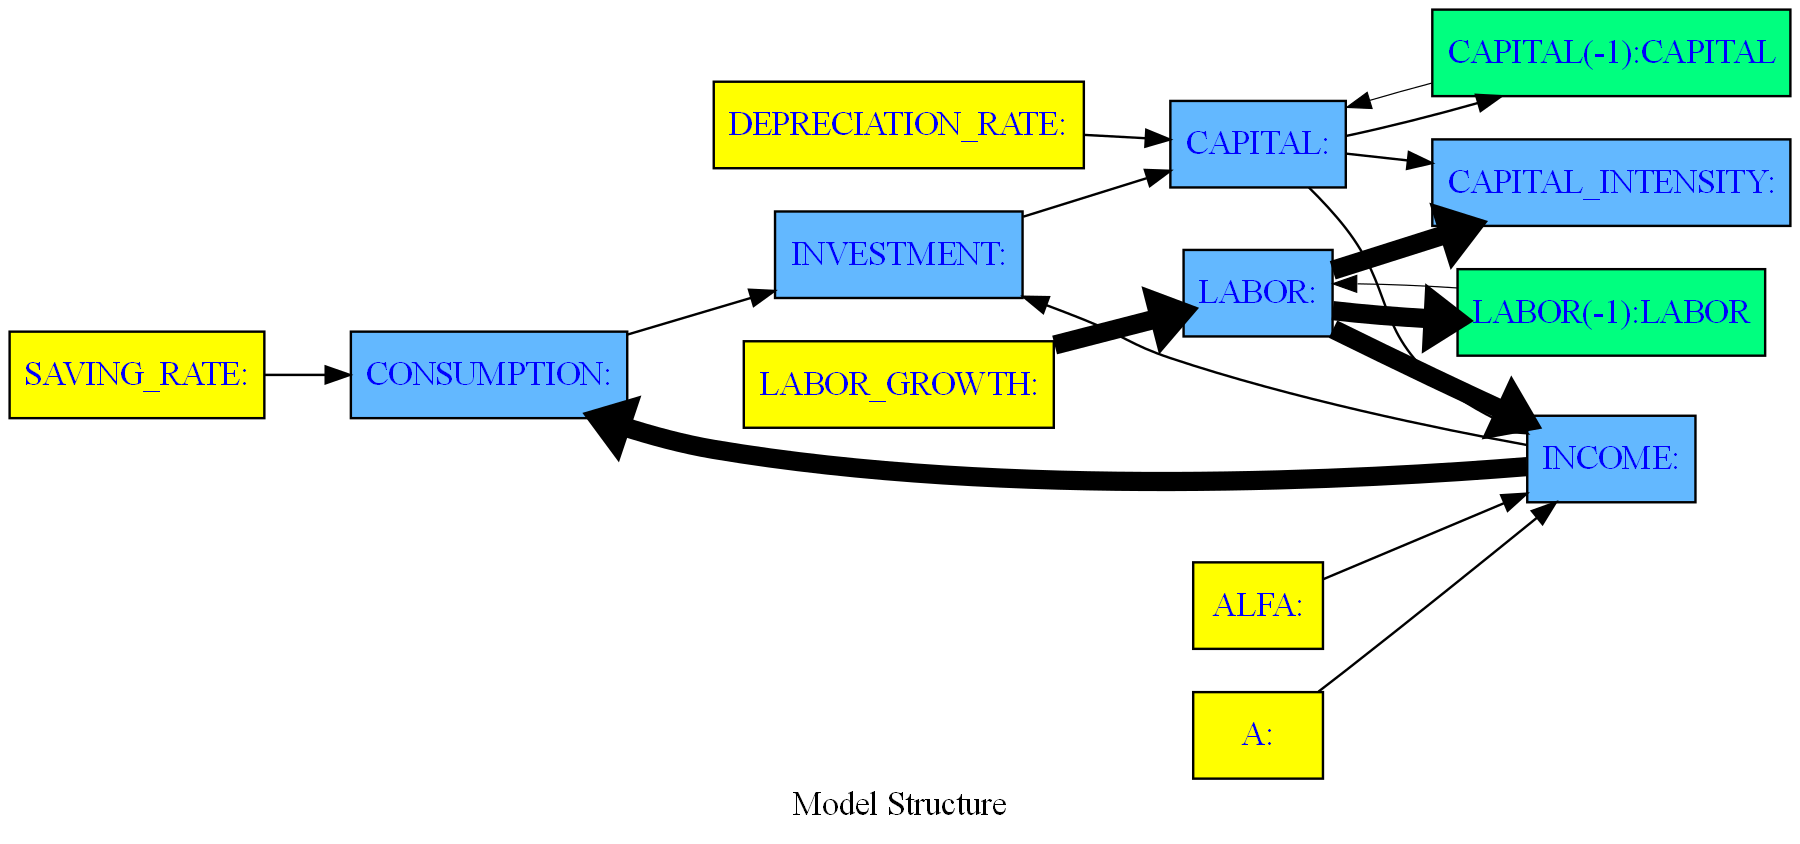 CAPITAL(-1):CAPITAL
DEPRECIATION_RATE:
CAPITAL:
CAPITAL_INTENSITY:
INVESTMENT:
LABOR:
LABOR(-1):LABOR
SAVING_RATE:
CONSUMPTION:
LABOR_GROWTH:
INCOME:
ALFA:
A:
Model Structure